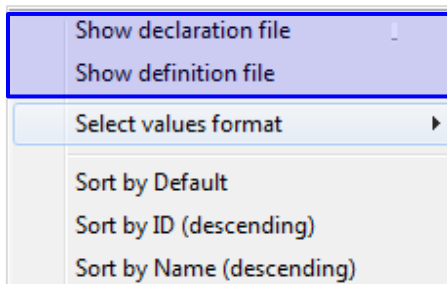 Show declaration file
Show definition file
Select values format
Sort by Default
Sort by ID (descending)
Sort by Name (descending)